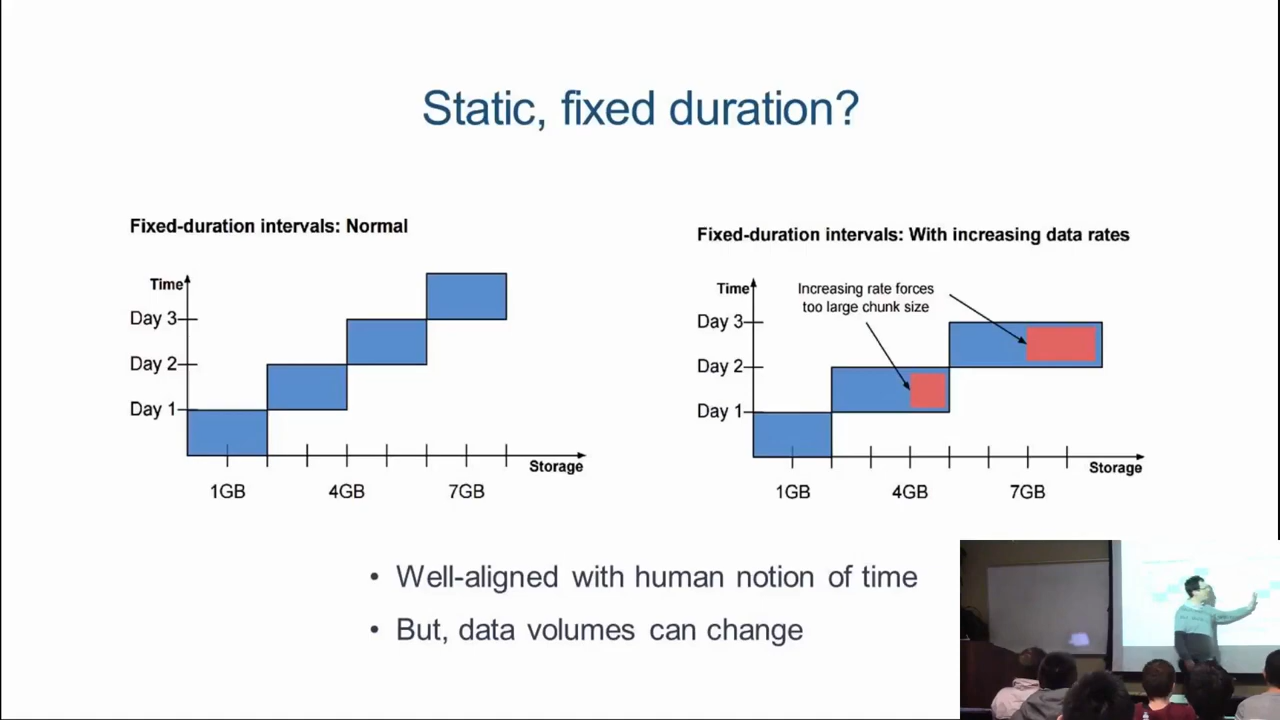 Static, fixed duration?
Fixed-duration intervals: Normal
Time
Day 3
Day 2
Day 1
Storage
1GB
4GB
7GB
Fixed-duration intervals: With increasing data rates
Time
Increasing rate forces
too large chunk size
Day 3
Day 2
Day 1
Storage
1GB
4GB
7GB
• Well-aligned with human notion of time
• But, data volumes can change